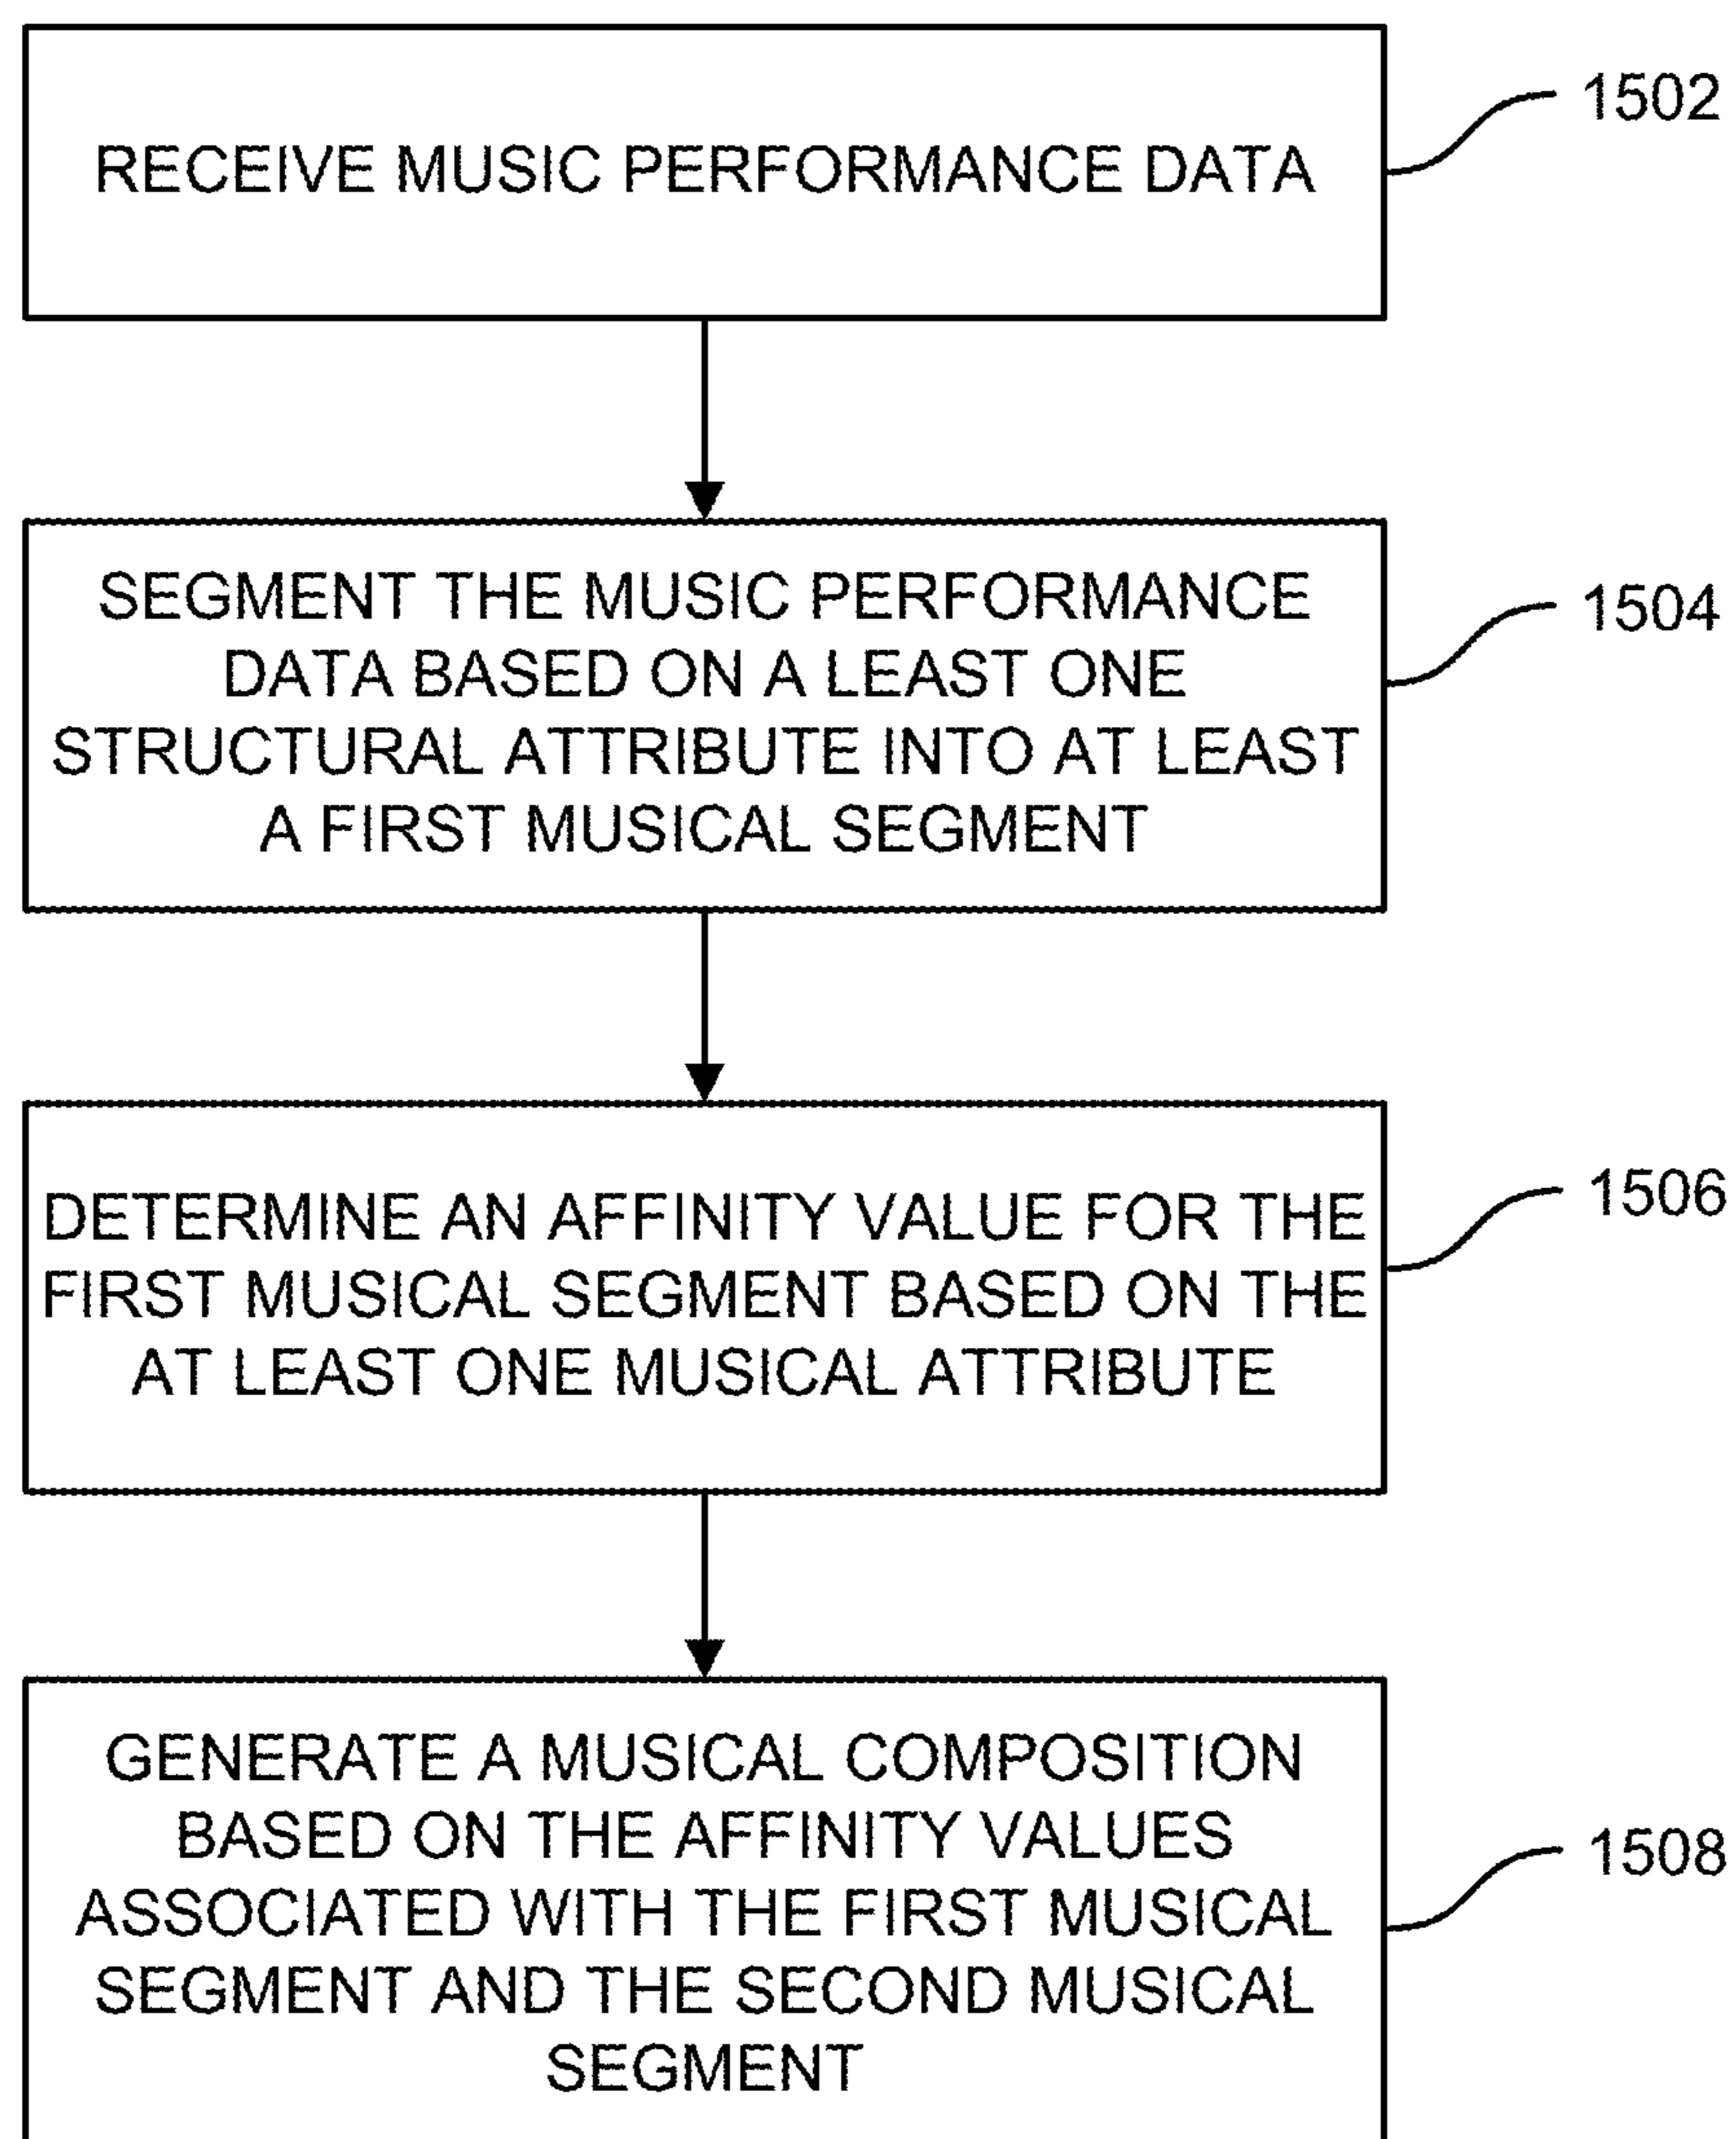 RECEIVE MUSIC PERFORMANCE DATA
1502
SEGMENT THE MUSIC PERFORMANCE
DATA BASED ON A LEAST ONE
STRUCTURAL ATTRIBUTE INTO AT LEAST
A FIRST MUSICAL SEGMENT
1504
DETERMINE AN AFFINITY VALUE FOR THE
FIRST MUSICAL SEGMENT BASED ON THE
AT LEAST ONE MUSICAL ATTRIBUTE
1506
GENERATE A MUSICAL COMPOSITION
BASED ON THE AFFINITY VALUES
ASSOCIATED WITH THE FIRST MUSICAL
SEGMENT AND THE SECOND MUSICAL
SEGMENT
1508